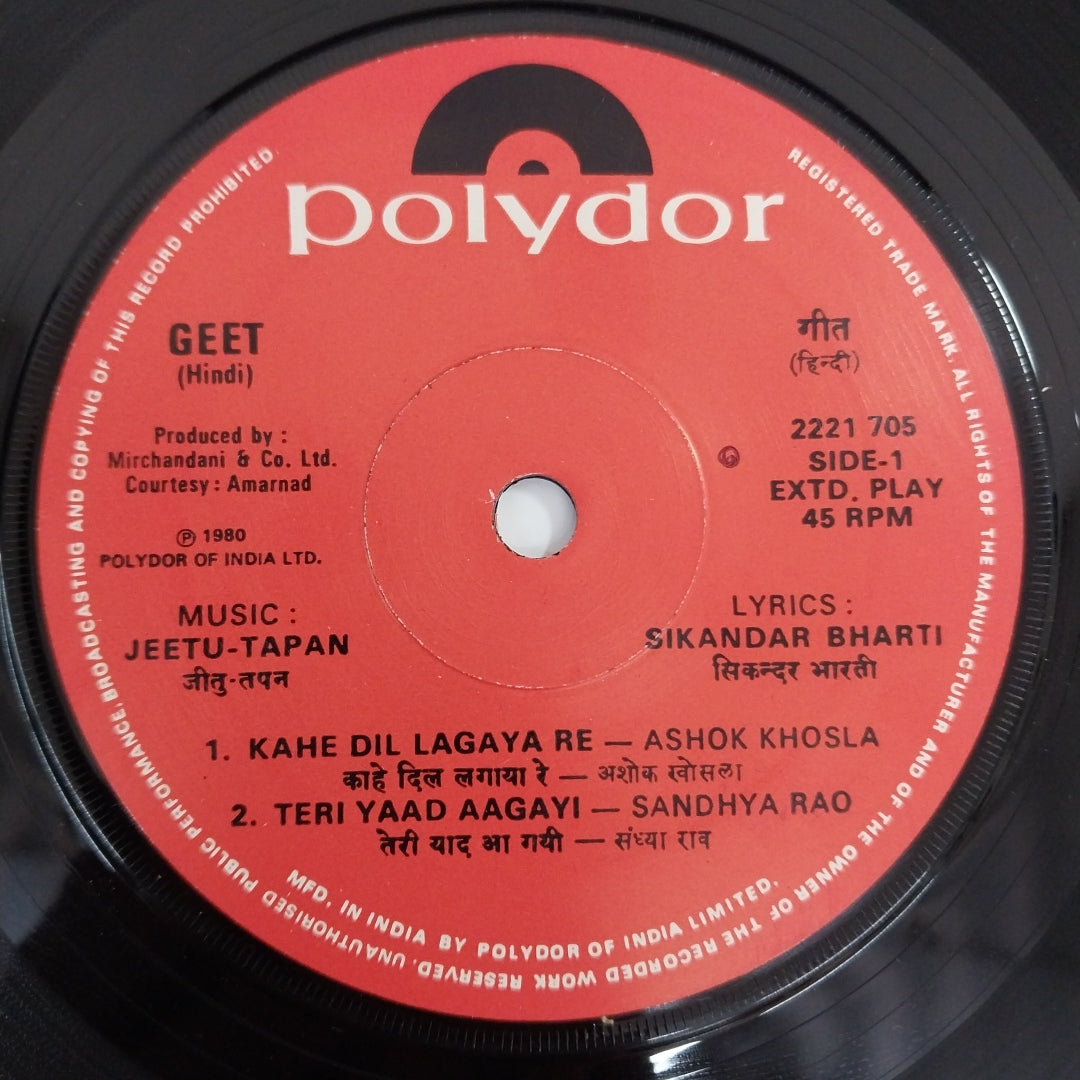 polydor
GEET
(Hindi)
गीत
(हिन्दी)
Produced by :
Mirchandani & Co. Ltd.
Courtesy : Amarnad
℗ 1980
POLYDOR OF INDIA LTD.
2221 705
SIDE-1
EXTD. PLAY
45 RPM
MUSIC :
JEETU-TAPAN
जीतु-तपन
LYRICS :
SIKANDAR BHARTI
सिकन्दर भारती
1. KAHE DIL LAGAYA RE — ASHOK KHOSLA
काहे दिल लगाया रे — अशोक खोसला
2. TERI YAAD AAGAYI — SANDHYA RAO
तेरी याद आ गयी — संध्या राव
MFD. IN INDIA BY POLYDOR OF INDIA LIMITED.
REGISTERED TRADE MARK. ALL RIGHTS OF THE MANUFACTURER AND OF THE OWNER OF THE RECORDED WORK RESERVED. UNAUTHORISED PUBLIC PERFORMANCE, BROADCASTING AND COPYING OF THIS RECORD PROHIBITED